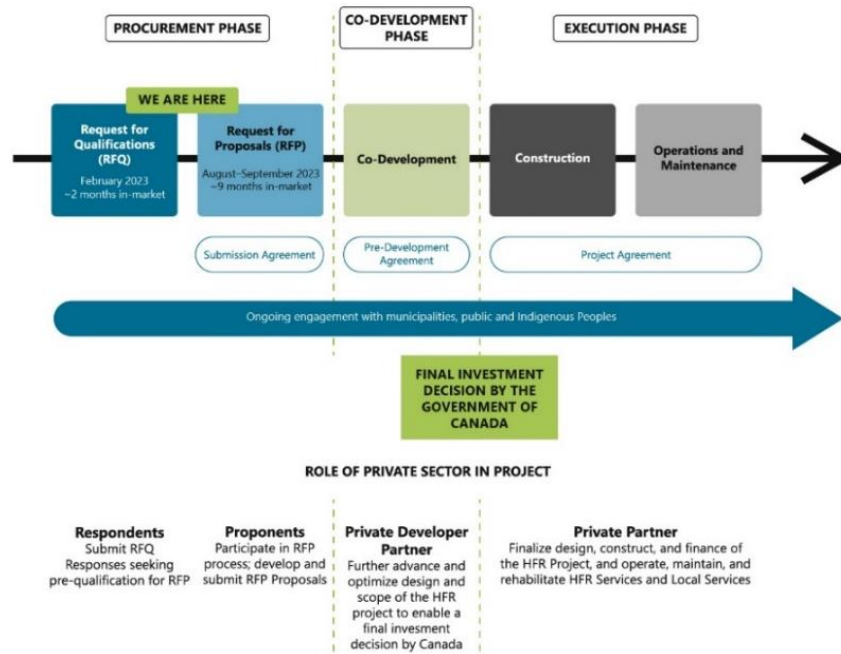 PROCUREMENT PHASE
CO-DEVELOPMENT
PHASE
EXECUTION PHASE
WE ARE HERE
Request for
Qualifications
(RFQ)
February 2023
~2 months in-market
Request for
Proposals (RFP)
August–September 2023
~9 months in-market
Co-Development
Construction
Operations and
Maintenance
Submission Agreement
Pre-Development
Agreement
Project Agreement
Ongoing engagement with municipalities, public and Indigenous Peoples
FINAL INVESTMENT
DECISION BY THE
GOVERNMENT OF
CANADA
ROLE OF PRIVATE SECTOR IN PROJECT
Respondents
Submit RFQ
Responses seeking
pre-qualification for RFP
Proponents
Participate in RFP
process; develop and
submit RFP Proposals
Private Developer
Partner
Further advance and
optimize design and
scope of the HFR
project to enable a
final invesment
decision by Canada
Private Partner
Finalize design, construct, and finance of
the HFR Project, and operate, maintain, and
rehabilitate HFR Services and Local Services